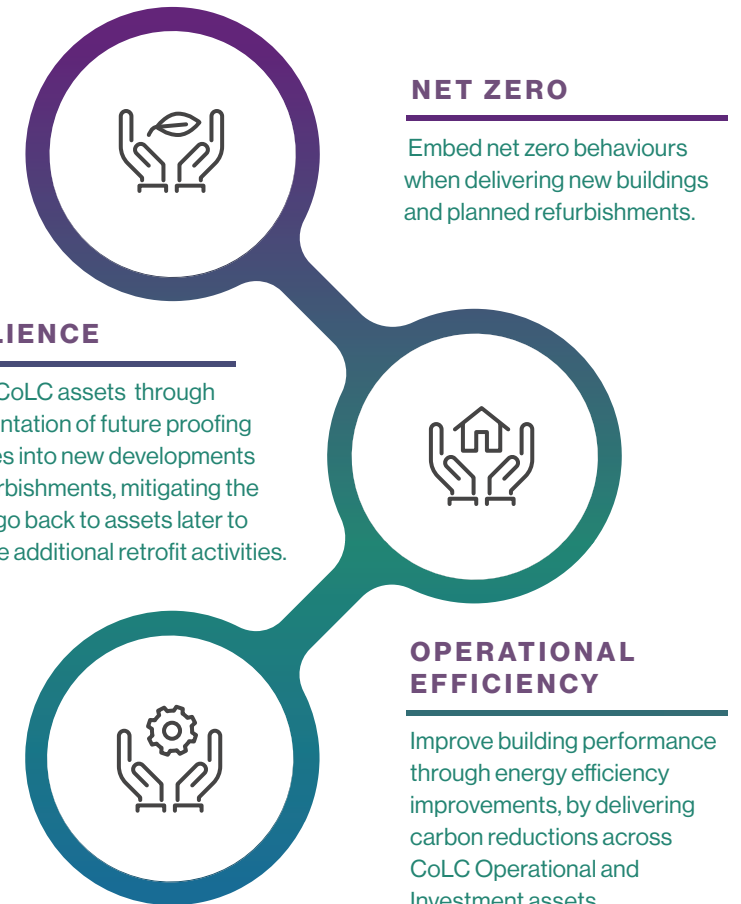 NET ZERO
Embed net zero behaviours
when delivering new buildings
and planned refurbishments.
LIENCE
CoLC assets through
ntation of future proofing
es into new developments
rbishments, mitigating the
go back to assets later to
e additional retrofit activities.
OPERATIONAL
EFFICIENCY
Improve building performance
through energy efficiency
improvements, by delivering
carbon reductions across
CoLC Operational and
Investment assets